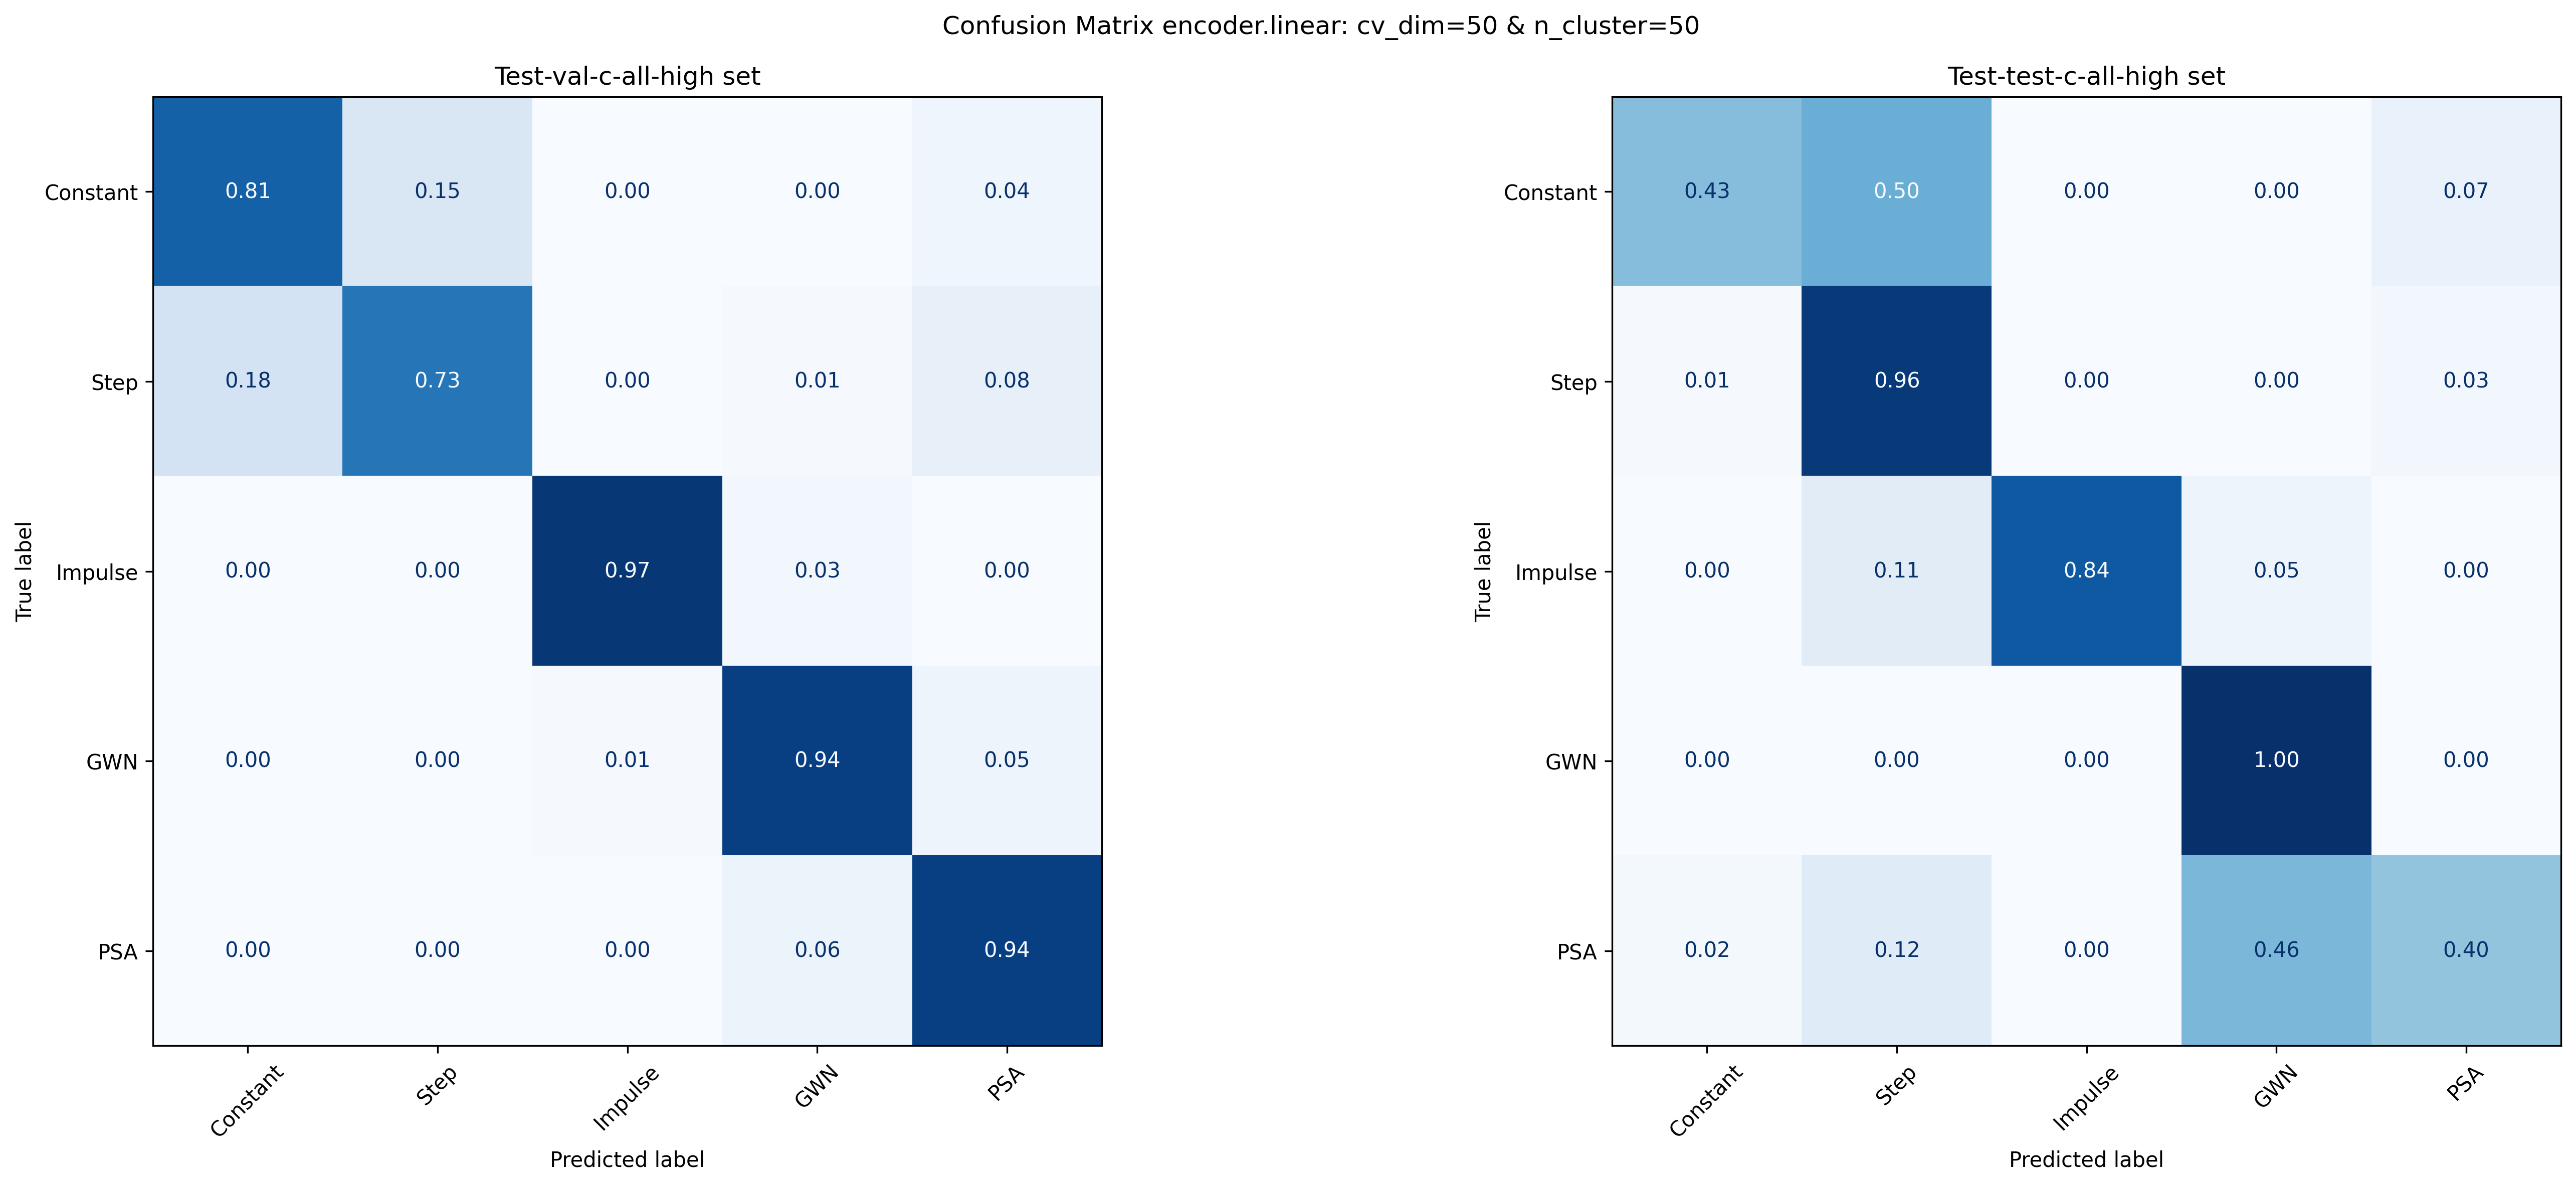 Confusion Matrix encoder.linear: cv_dim=50 & n_cluster=50
Test-val-c-all-high set
True label
Constant 0.81 0.15 0.00 0.00 0.04
Step 0.18 0.73 0.00 0.01 0.08
Impulse 0.00 0.00 0.97 0.03 0.00
GWN 0.00 0.00 0.01 0.94 0.05
PSA 0.00 0.00 0.00 0.06 0.94
Constant Step Impulse GWN PSA
Predicted label
Test-test-c-all-high set
True label
Constant 0.43 0.50 0.00 0.00 0.07
Step 0.01 0.96 0.00 0.00 0.03
Impulse 0.00 0.11 0.84 0.05 0.00
GWN 0.00 0.00 0.00 1.00 0.00
PSA 0.02 0.12 0.00 0.46 0.40
Constant Step Impulse GWN PSA
Predicted label